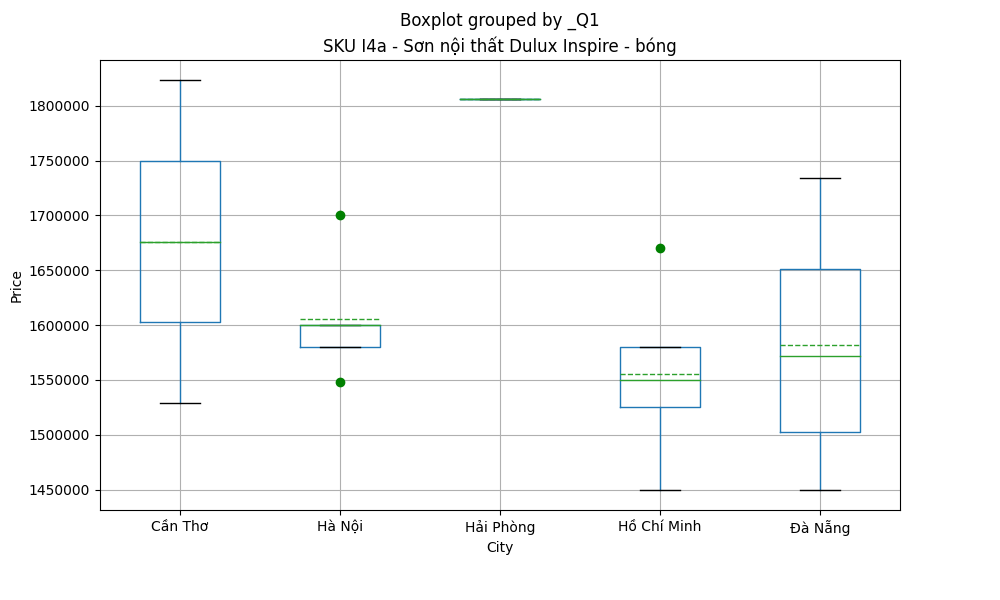 Boxplot grouped by _Q1
SKU I4a - Sơn nội thất Dulux Inspire - bóng
1800000
1750000
1700000
1650000
1600000
1550000
1500000
1450000
Price
Cần Thơ
Hà Nội
Hải Phòng
Hồ Chí Minh
Đà Nẵng
City